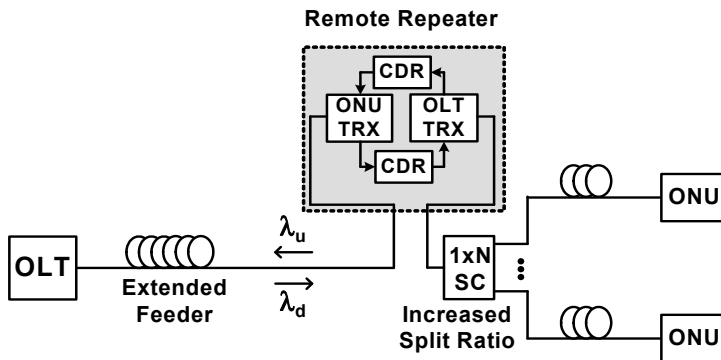 Remote Repeater
CDR
ONU
TRX
OLT
TRX
CDR
OLT
Extended
Feeder
λu
λd
1xN
SC
Increased
Split Ratio
ONU
ONU